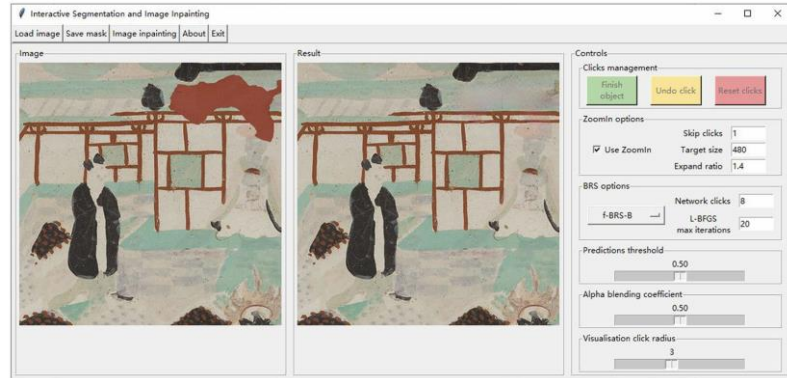 Interactive Segmentation and Image Inpainting
Load image Save mask Image inpainting About Exit
Image
Result
Controls
Clicks management
Finish object
Undo click
Reset clicks
ZoomIn options
Use ZoomIn
Skip clicks 1
Target size 480
Expand ratio 1.4
BRS options
f-BRS-B
Network clicks 8
L-BFGS
max iterations 20
Predictions threshold
0.50
Alpha blending coefficient
0.50
Visualisation click radius
3